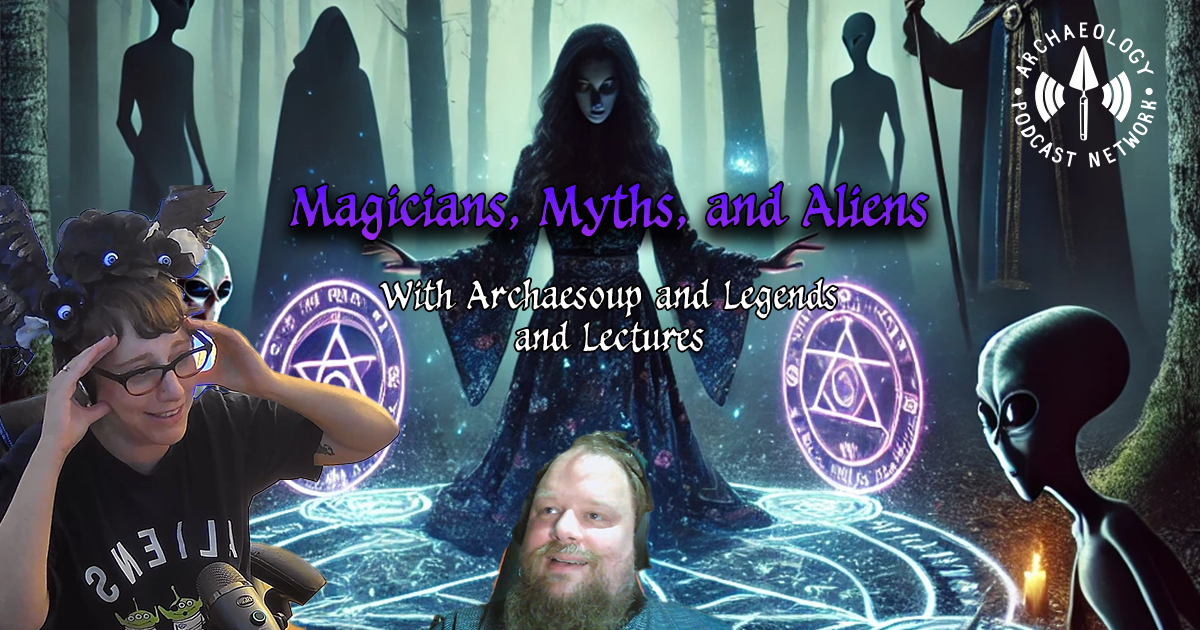 ARCHAEOLOGY
PODCAST NETWORK
Magicians, Myths, and Aliens
With Archaesoup and Legends
and Lectures
ALIENS